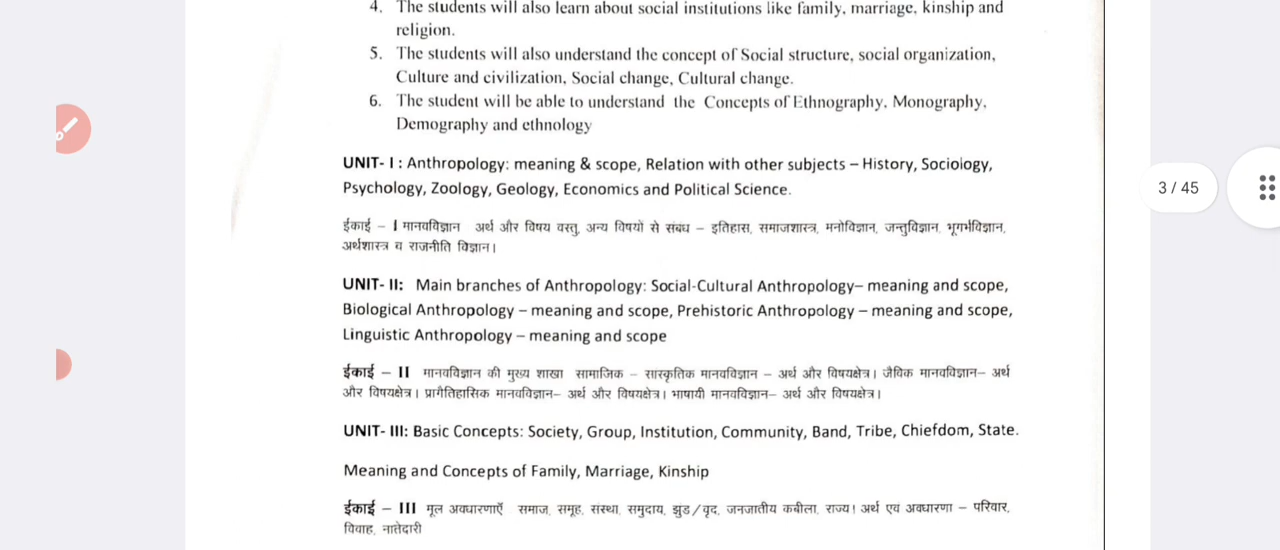 4. The students will also learn about social institutions like family, marriage, kinship and
religion.
5. The students will also understand the concept of Social structure, social organization,
Culture and civilization, Social change, Cultural change.
6. The student will be able to understand the Concepts of Ethnography, Monography,
Demography and ethnology
UNIT- I : Anthropology: meaning & scope, Relation with other subjects – History, Sociology,
Psychology, Zoology, Geology, Economics and Political Science.
3 / 45
ईकाई – I मानवविज्ञान अर्थ और विषय वस्तु, अन्य विषयो से संबध – इतिहास, समाजशास्त्र, मनोविज्ञान, जन्तुविज्ञान, भूगर्भविज्ञान,
अर्थशास्त्र व राजनीति विज्ञान।
UNIT- II: Main branches of Anthropology: Social-Cultural Anthropology– meaning and scope,
Biological Anthropology – meaning and scope, Prehistoric Anthropology – meaning and scope,
Linguistic Anthropology – meaning and scope
ईकाई – II मानवविज्ञान की मुख्य शाखा सामाजिक – सास्कृतिक मानवविज्ञान – अर्थ और विषयक्षेत्र। जैविक मानवविज्ञान– अर्थ
और विषयक्षेत्र। प्रागैतिहासिक मानवविज्ञान– अर्थ और विषयक्षेत्र। भाषायी मानवविज्ञान– अर्थ और विषयक्षेत्र।
UNIT- III: Basic Concepts: Society, Group, Institution, Community, Band, Tribe, Chiefdom, State.
Meaning and Concepts of Family, Marriage, Kinship
ईकाई – III मूल अवधारणाऍ समाज, समूह, संस्था, समुदाय, झुड/वृद, जनजातीय कबीला, राज्य। अर्थ एवं अवधारणा – परिवार,
विवाह, नातेदारी